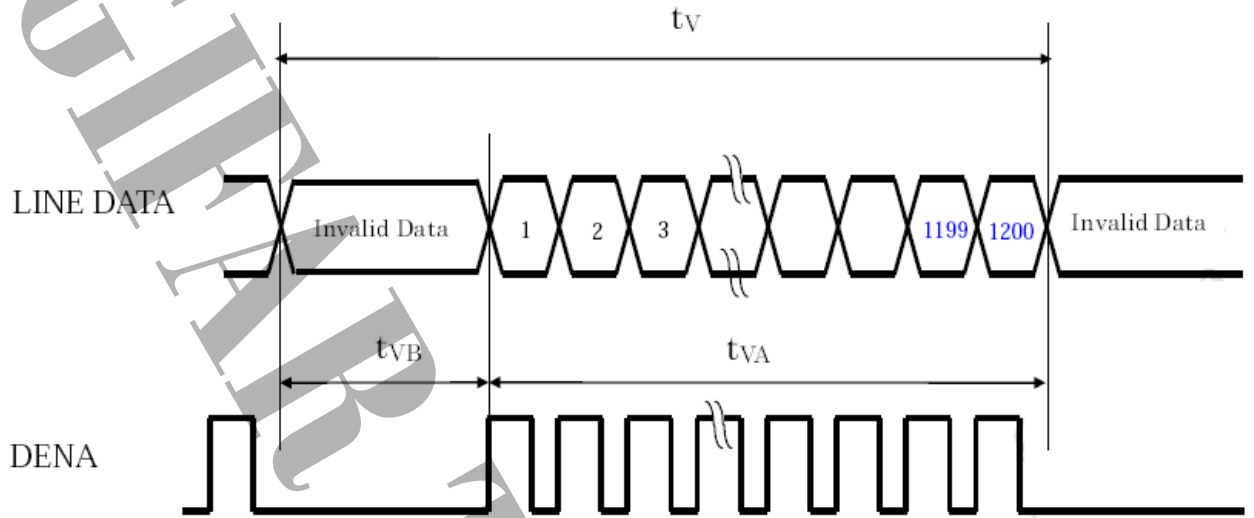 tV
LINE DATA
Invalid Data 1 2 3 1199 1200 Invalid Data
tVB tVA
DENA